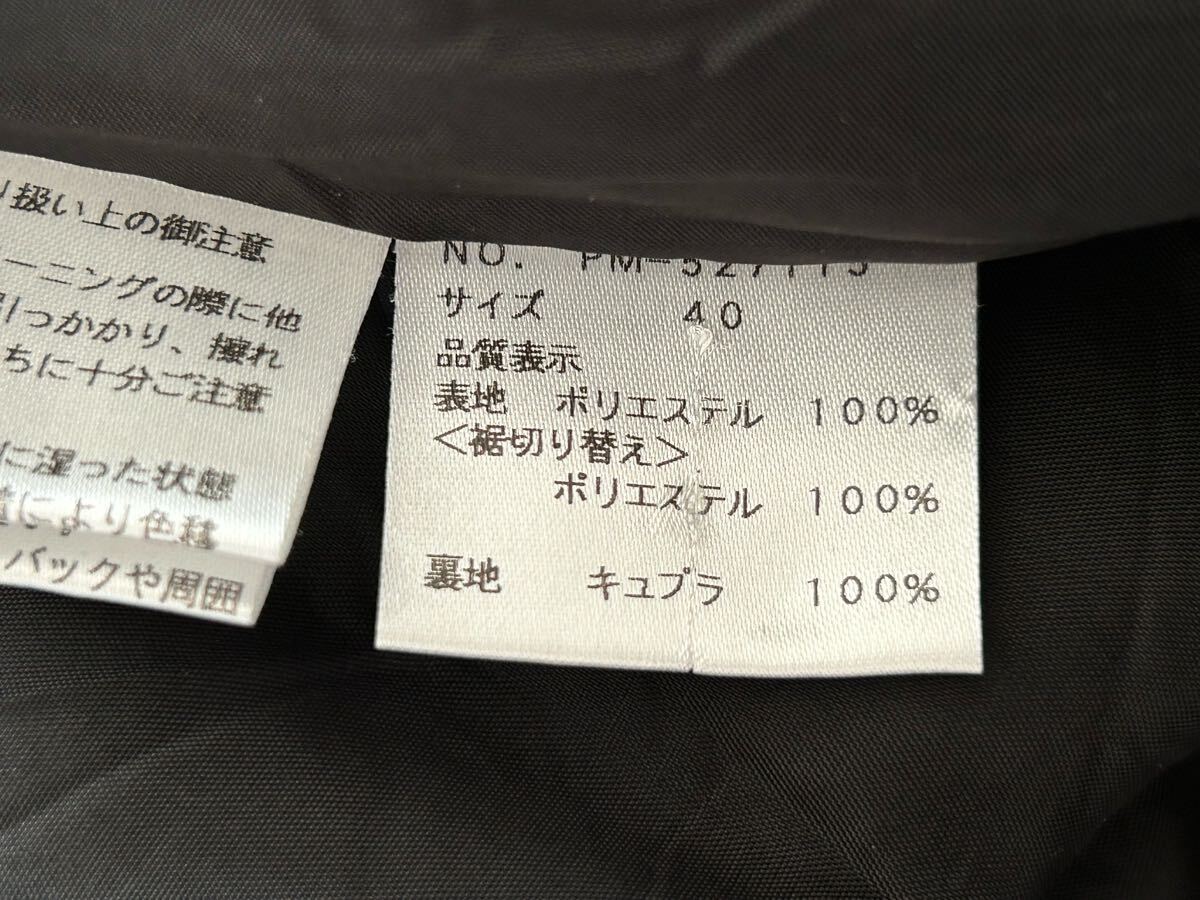 り扱い上の御注意
ーニングの際に他
引っかかり、擦れ
ちに十分ご注意
に湿った状態
により色
バックや周囲
NO. PM-527115
サイズ 40
品質表示
表地 ポリエステル 100%
<裾切り替え>
ポリエステル 100%
裏地 キュプラ 100%